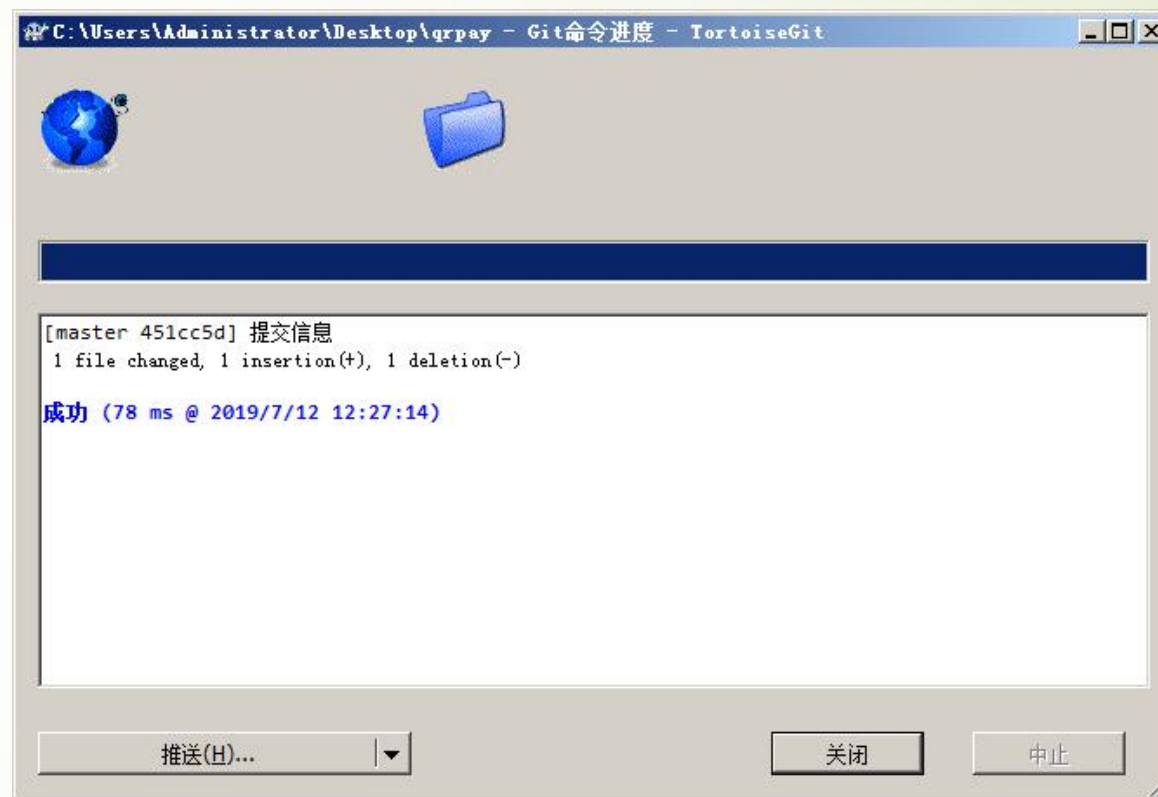 C:\Users\Administrator\Desktop\qrpay - Git命令进度 - TortoiseGit
[master 451cc5d] 提交信息
1 file changed, 1 insertion(+), 1 deletion(-)
成功 (78 ms @ 2019/7/12 12:27:14)
推送(H)...
关闭
中止